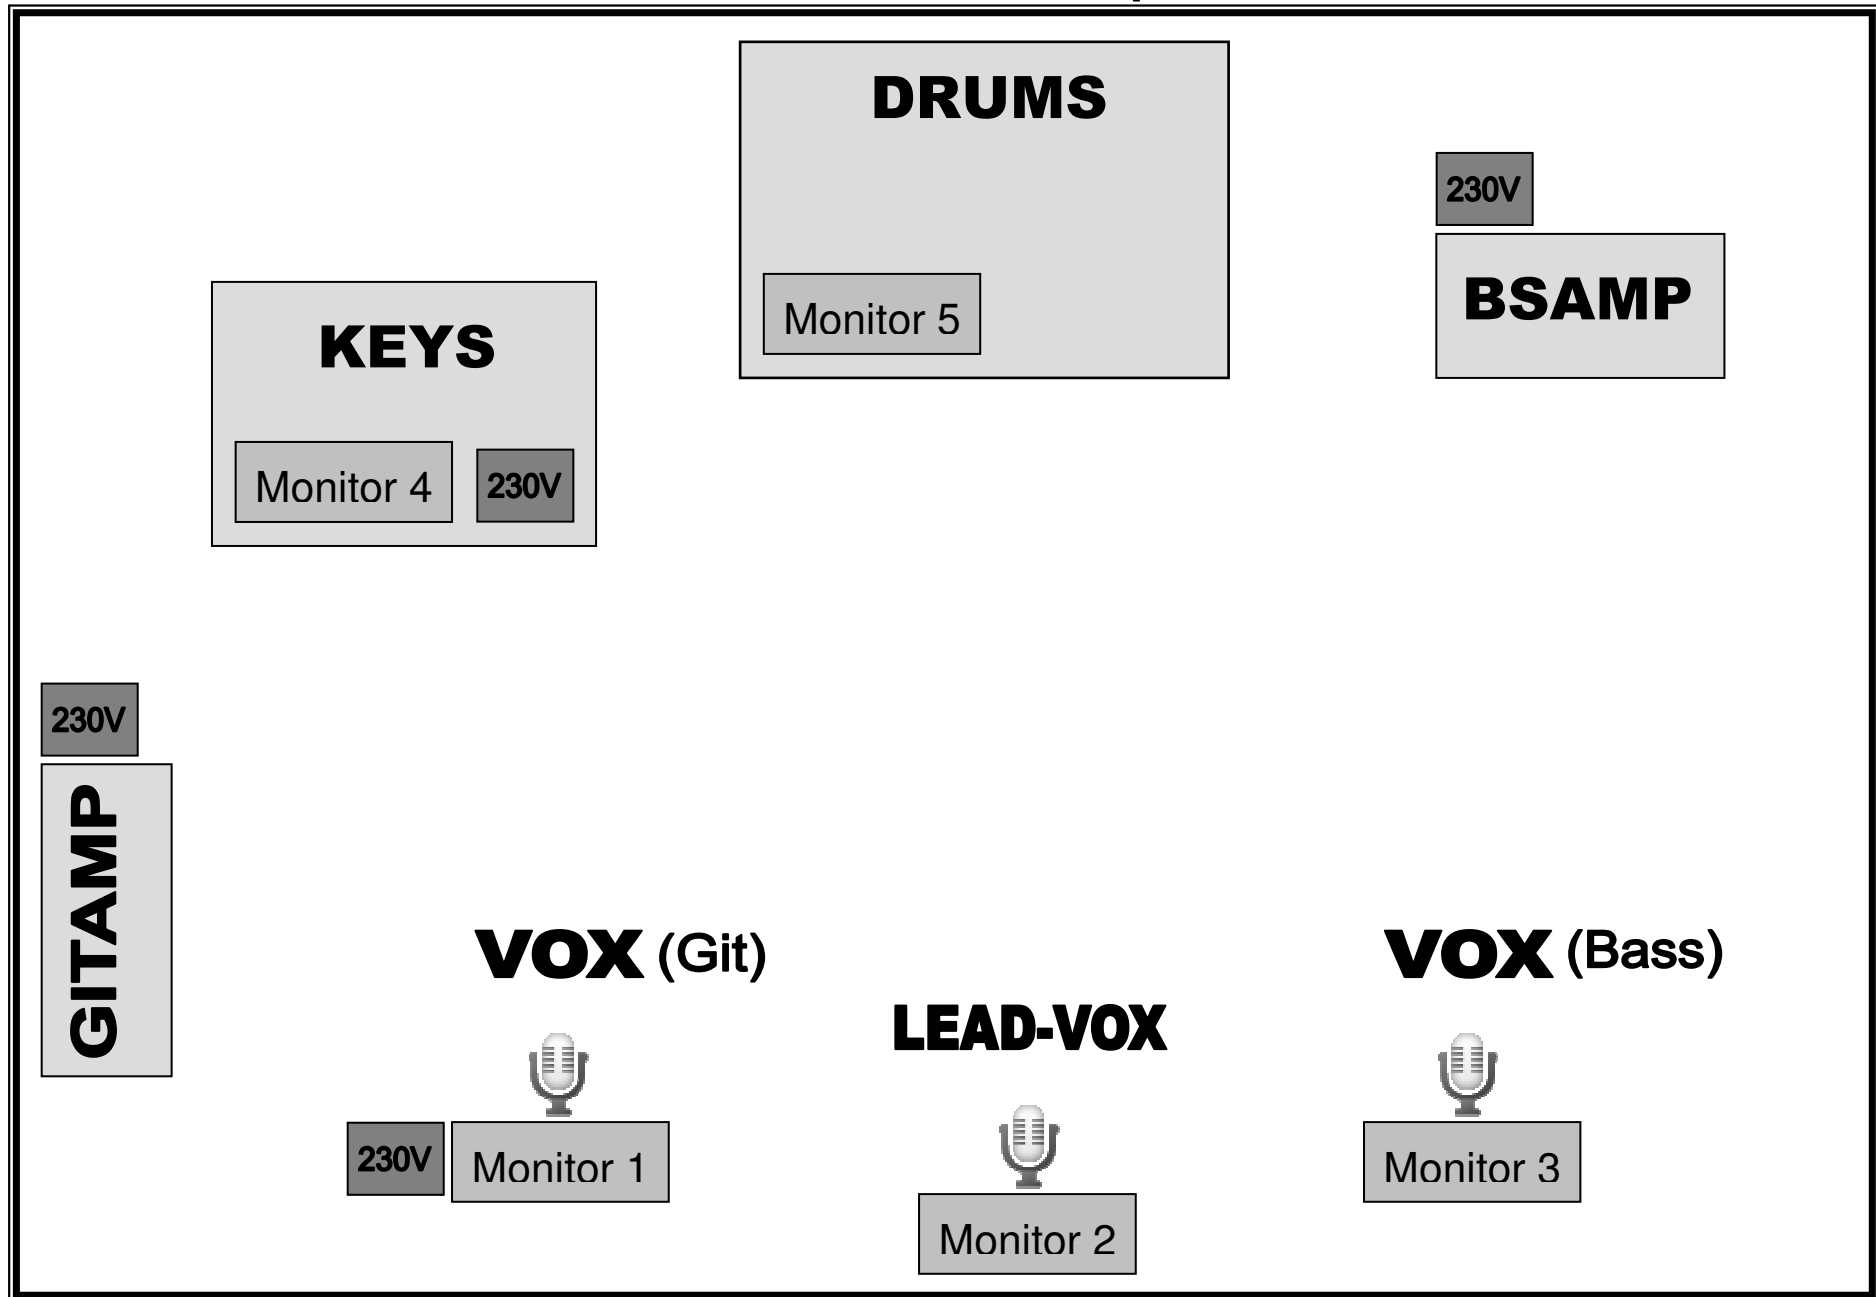 DRUMS
230V
BSAMP
Monitor 5
KEYS
Monitor 4
230V
230V
GITAMP
VOX (Git)
VOX (Bass)
LEAD-VOX
230V
Monitor 1
Monitor 3
Monitor 2